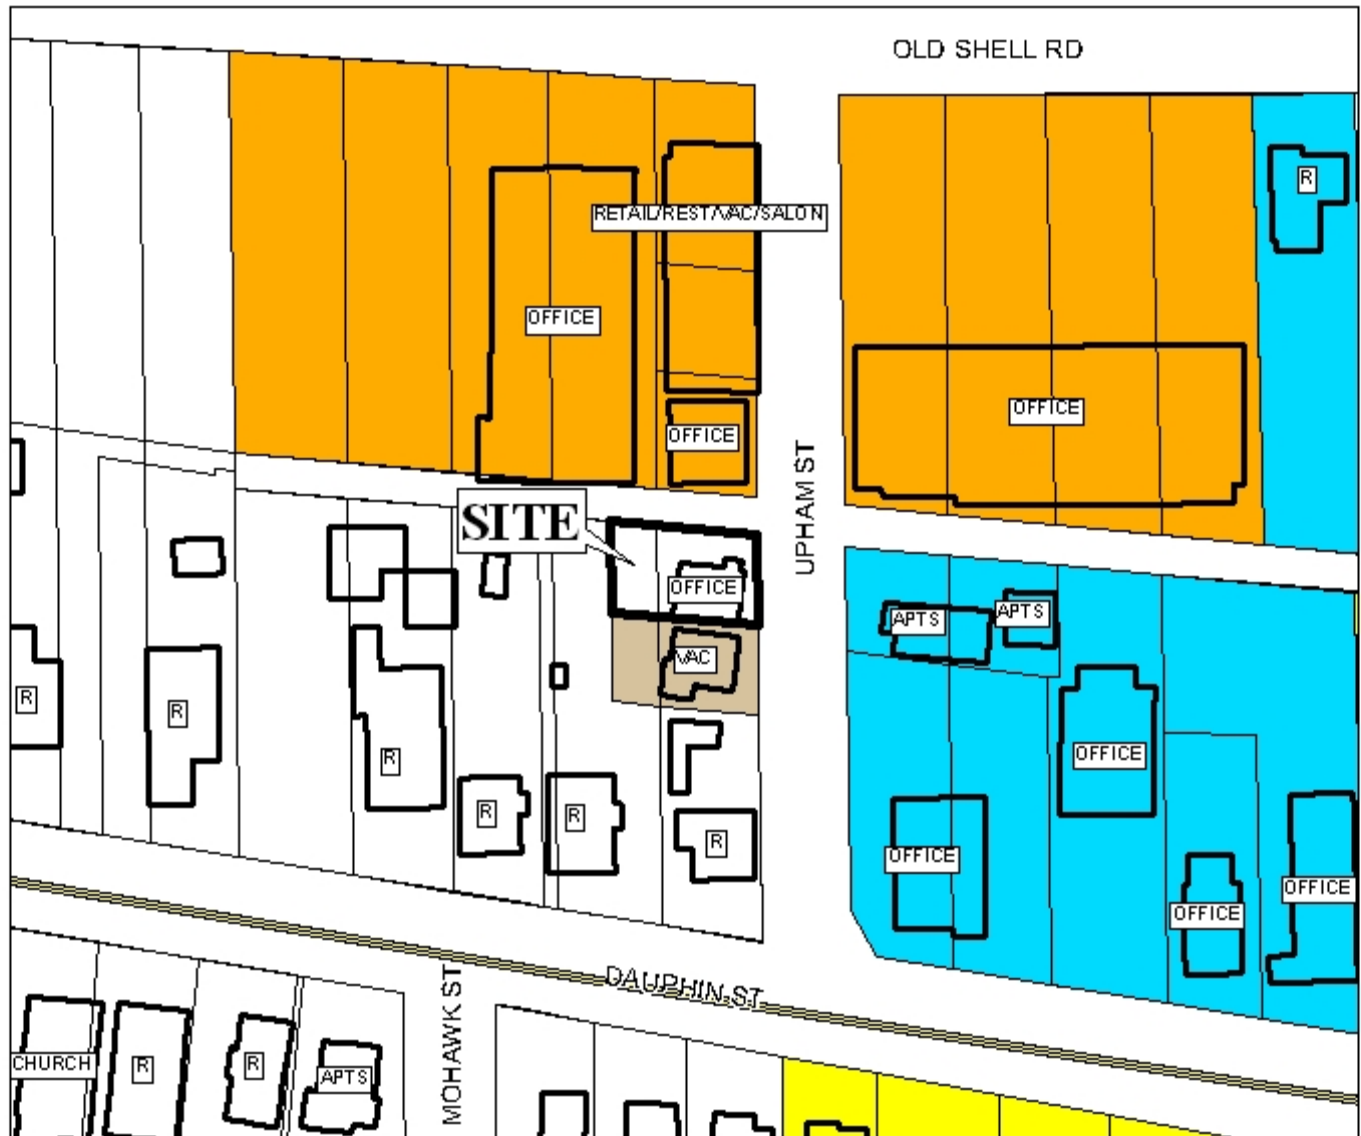 OLD SHELL RD
R
RETAIL/REST/VAC/SALON
OFFICE
OFFICE
OFFICE
UPHAM ST
SITE
OFFICE
APTS
APTS
VAC
R
R
R
OFFICE
R
R
R
OFFICE
OFFICE
OFFICE
DAUPHIN ST
MOHAWK ST
CHURCH
R
R
APTS